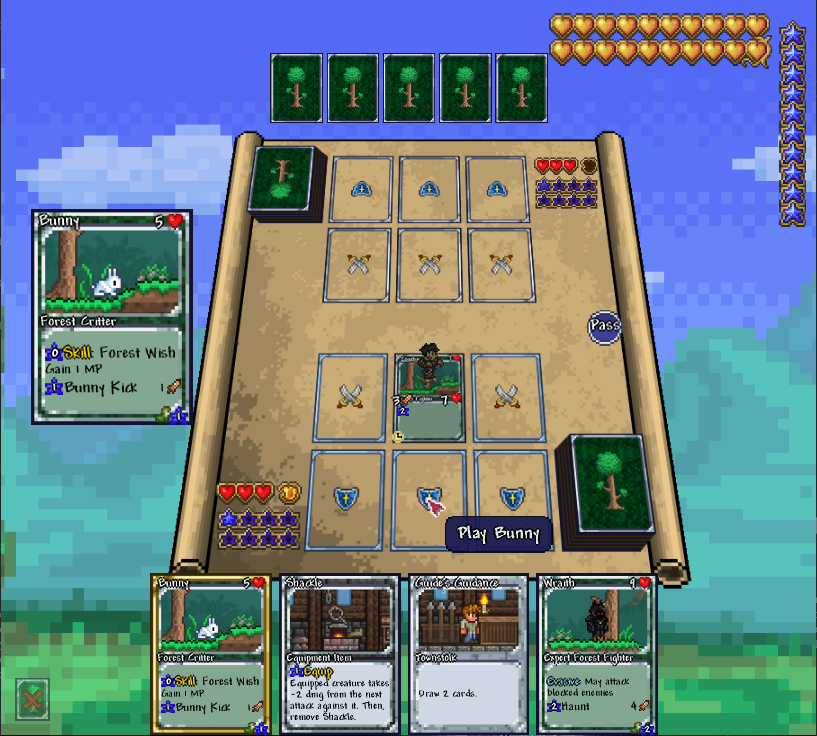 Bunny 5
Forest Critter
0 Skill: Forest Wish
Gain 1 MP
1 Bunny Kick 1
1
Pass
3 7
2
Play Bunny
Bunny 5
Forest Critter
0 Skill: Forest Wish
Gain 1 MP
1 Bunny Kick 1
1
Shackle
Equipment Item
1 Equip
Equipped creature takes
-2 dmg from the next
attack against it. Then,
remove Shackle.
Guide's Guidance
Townsfolk
Draw 2 cards.
Wraith 9
Expert Forest Fighter
May attack
blocked enemies
2 Haunt 4
2